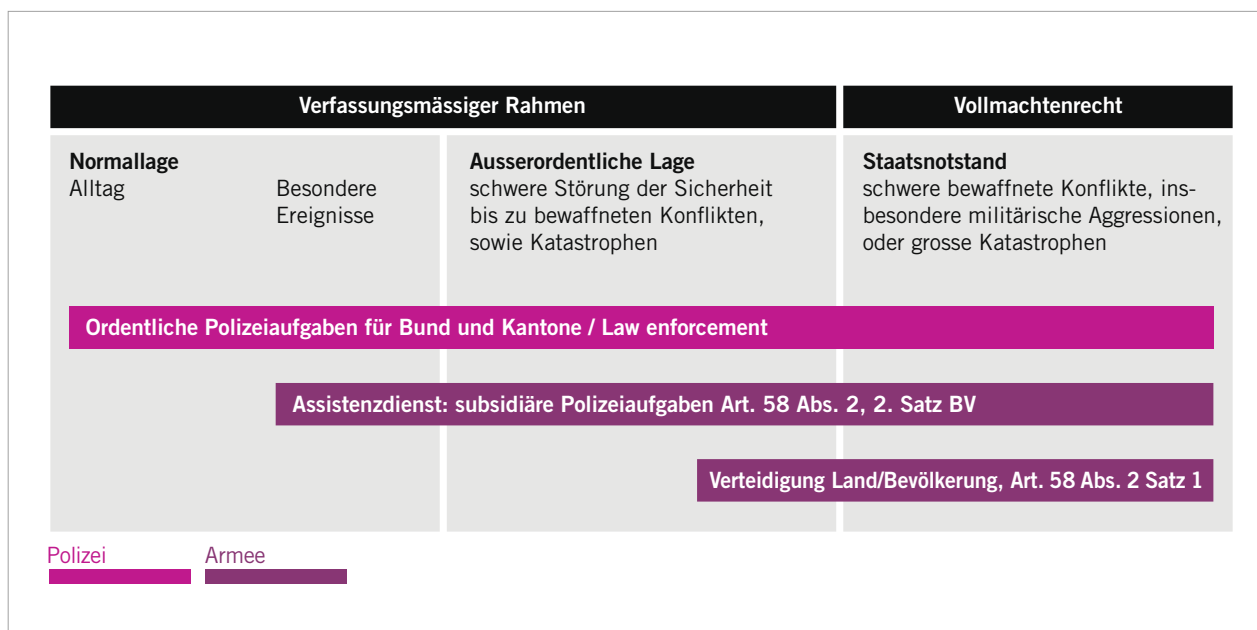 Verfassungsmässiger Rahmen
Vollmachtenrecht
Normallage
Alltag
Besondere
Ereignisse
Ausserordentliche Lage
schwere Störung der Sicherheit
bis zu bewaffneten Konflikten,
sowie Katastrophen
Staatsnotstand
schwere bewaffnete Konflikte, ins-
besondere militärische Aggressionen,
oder grosse Katastrophen
Ordentliche Polizeiaufgaben für Bund und Kantone / Law enforcement
Assistenzdienst: subsidiäre Polizeiaufgaben Art. 58 Abs. 2, 2. Satz BV
Verteidigung Land/Bevölkerung, Art. 58 Abs. 2 Satz 1
Polizei
Armee